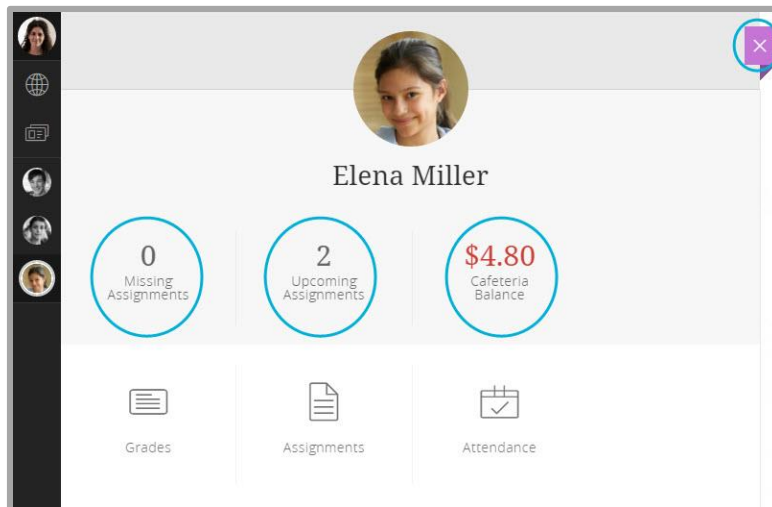 Elena Miller
0
Missing
Assignments
2
Upcoming
Assignments
$4.80
Cafeteria
Balance
Grades
Assignments
Attendance